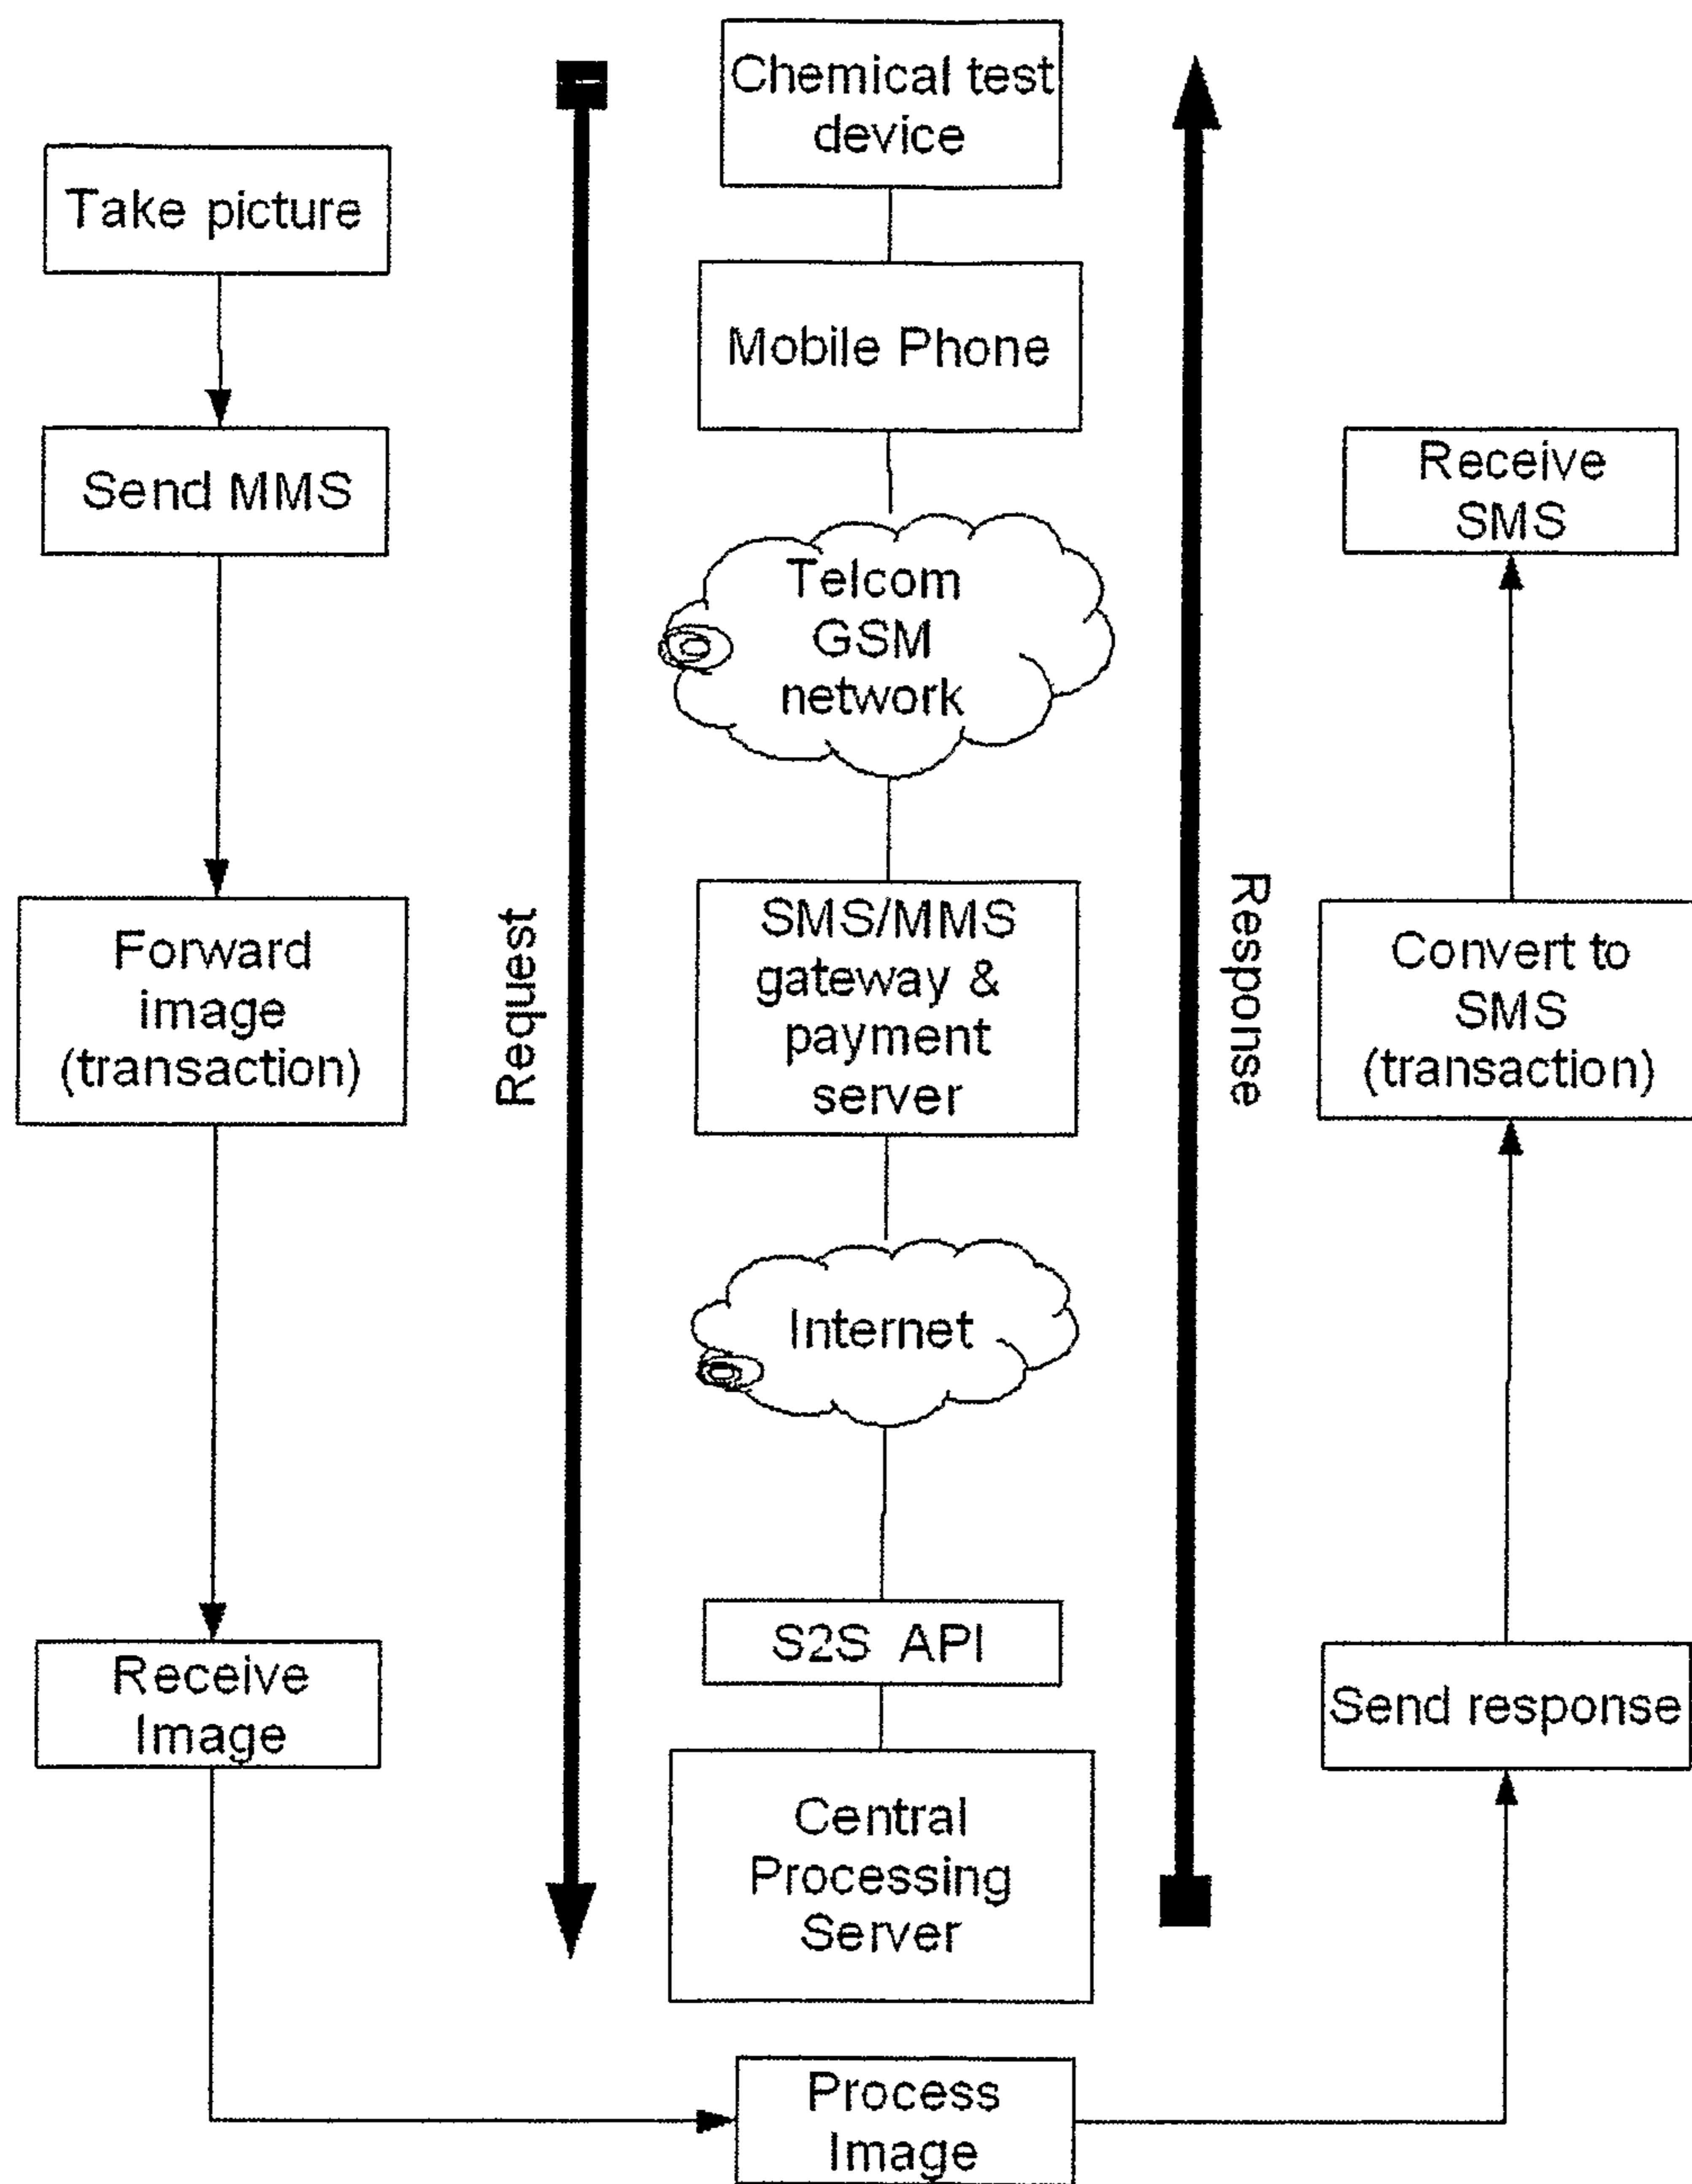 Take picture
Send MMS
Forward
image
(transaction)
Receive
Image
Request
Chemical test
device
Mobile Phone
Telcom
GSM
network
SMS/MMS
gateway &
payment
server
Internet
S2S API
Central
Processing
Server
Process
Image
Response
Receive
SMS
Convert to
SMS
(transaction)
Send response